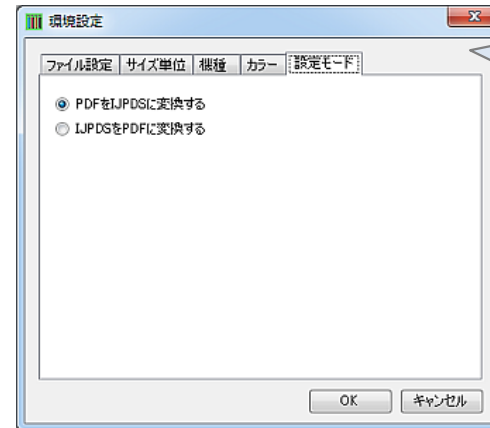 環境設定
ファイル設定 サイズ単位 機種 カラー 設定モード
PDFをIJPDSに変換する
IJPDSをPDFに変換する
OK キャンセル